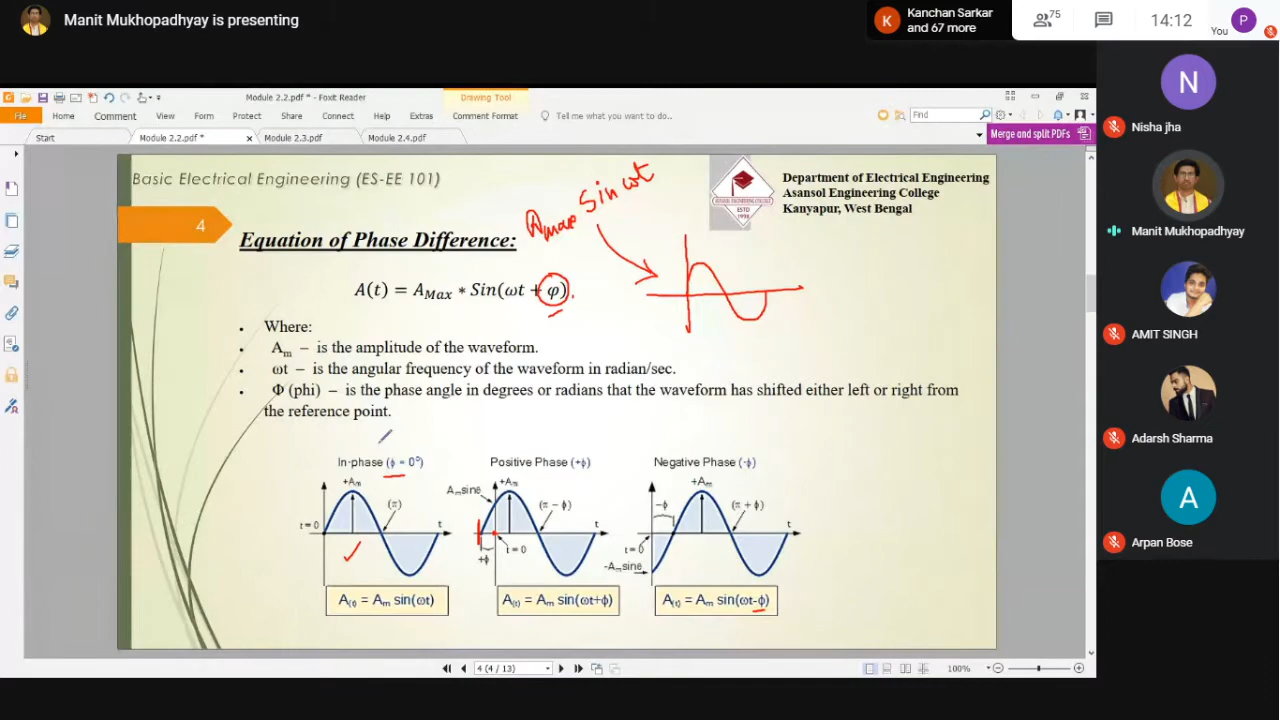 Manit Mukhopadhyay is presenting
K
Kanchan Sarkar
and 67 more
75
14:12
You
P
Module 2.2.pdf * - Foxit Reader
Drawing Tool
File
Home
Comment
View
Form
Protect
Share
Connect
Help
Extras
Comment Format
Tell me what you want to do..
Find
Start
Module 2.2.pdf *
Module 2.3.pdf
Module 2.4.pdf
Merge and split PDFs
Basic Electrical Engineering (ES-EE 101)
Department of Electrical Engineering
Asansol Engineering College
Kanyapur, West Bengal
4
Amax Sin ωt
Equation of Phase Difference:
A(t) = AMax ∗ Sin(ωt + φ).
• Where:
• Am – is the amplitude of the waveform.
• ωt – is the angular frequency of the waveform in radian/sec.
• Φ (phi) – is the phase angle in degrees or radians that the waveform has shifted either left or right from
the reference point.
In-phase (ϕ = 0°)
+Am
(π)
t = 0
t
A(t) = Am sin(ωt)
Positive Phase (+ϕ)
+Am
Amsine
(π − ϕ)
t
t = 0
+ϕ
A(t) = Am sin(ωt+ϕ)
Negative Phase (-ϕ)
+Am
−ϕ
(π + ϕ)
t
t = 0
-Amsine
A(t) = Am sin(ωt-ϕ)
4 (4 / 13)
100%
N
Nisha jha
Manit Mukhopadhyay
AMIT SINGH
Adarsh Sharma
A
Arpan Bose